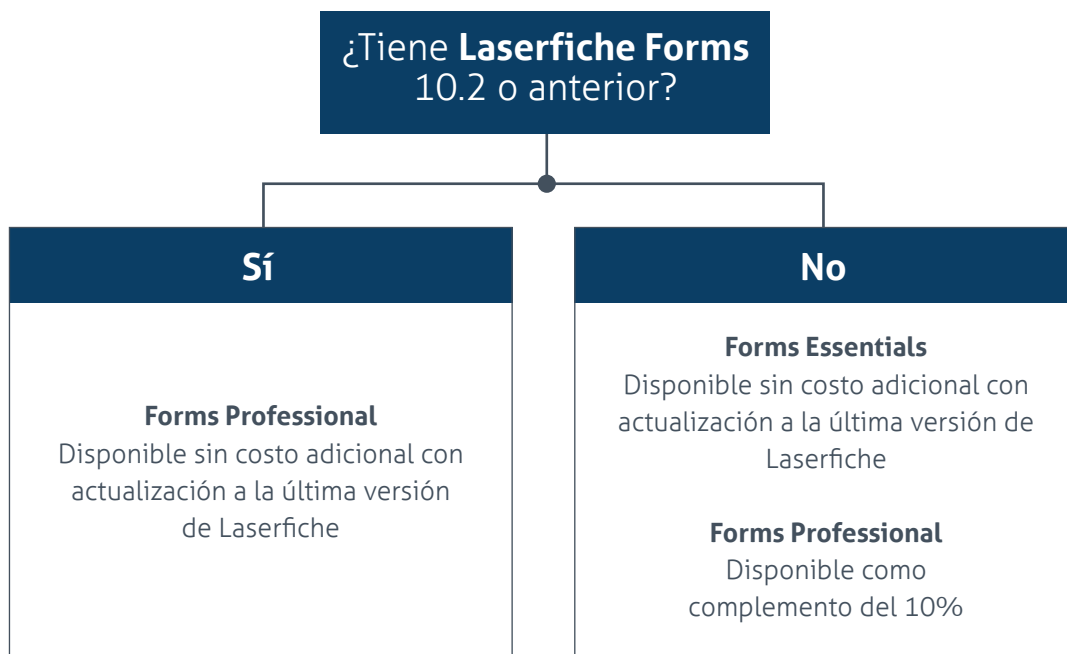 ¿Tiene Laserfiche Forms
10.2 o anterior?
Sí
Forms Professional
Disponible sin costo adicional con
actualización a la última versión
de Laserfiche
No
Forms Essentials
Disponible sin costo adicional con
actualización a la última versión de
Laserfiche
Forms Professional
Disponible como
complemento del 10%